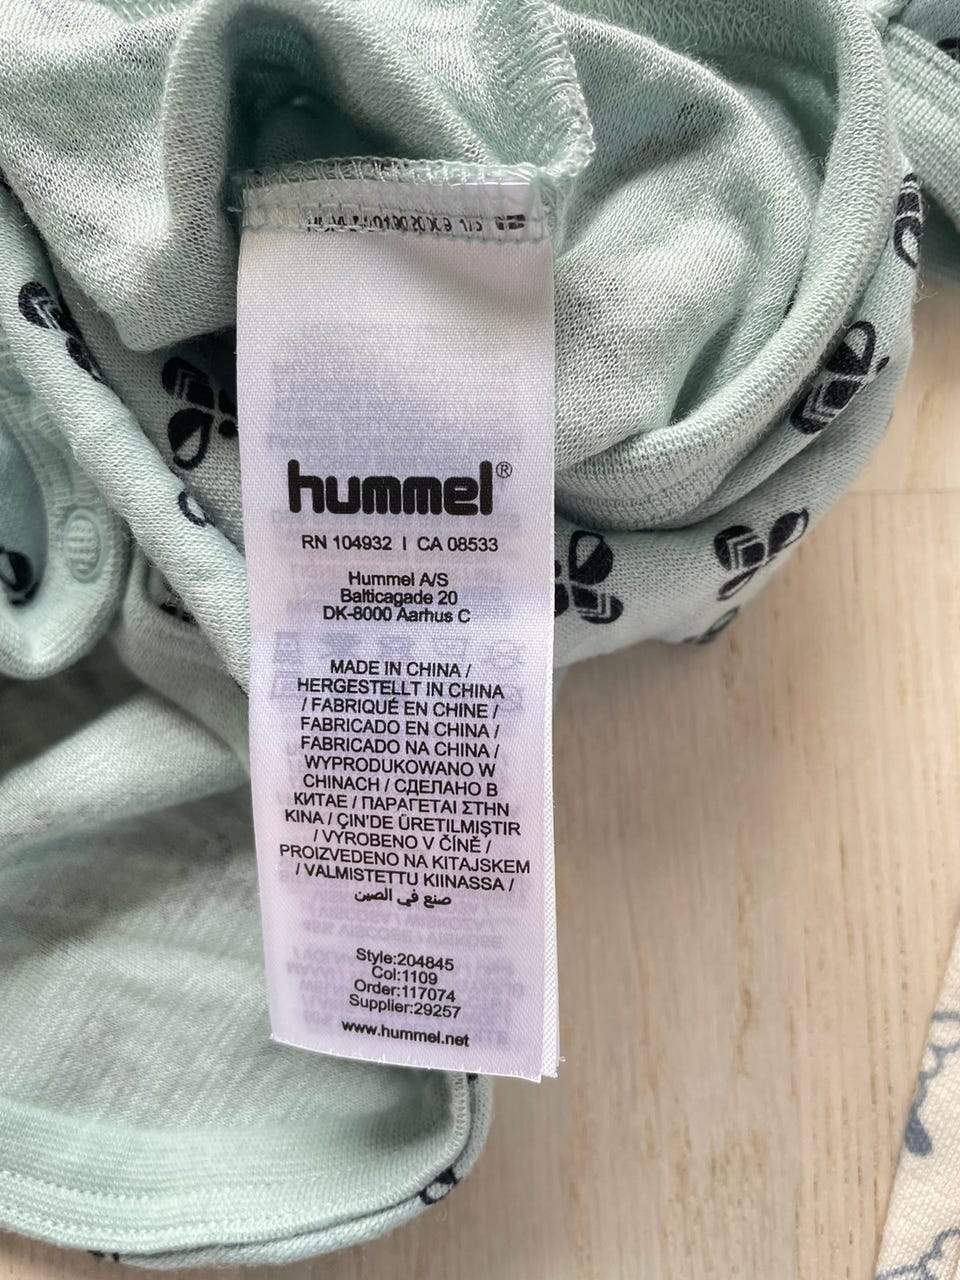 hummel®
RN 104932 | CA 08533
Hummel A/S
Balticagade 20
DK-8000 Aarhus C
MADE IN CHINA /
HERGESTELLT IN CHINA
/ FABRIQUÉ EN CHINE /
FABRICADO EN CHINA /
FABRICADO NA CHINA /
WYPRODUKOWANO W
CHINACH / СДЕЛАНО В
КИТАЕ / ΠΑΡΑΓΕΤΑΙ ΣΤΗΝ
ΚΙΝΑ / ÇIN'DE ÜRETILMIŞTIR
/ VYROBENO V ČÍNĚ /
PROIZVEDENO NA KITAJSKEM
/ VALMISTETTU KIINASSA /
صنع في الصين
Style:204845
Col:1109
Order:117074
Supplier:29257
www.hummel.net